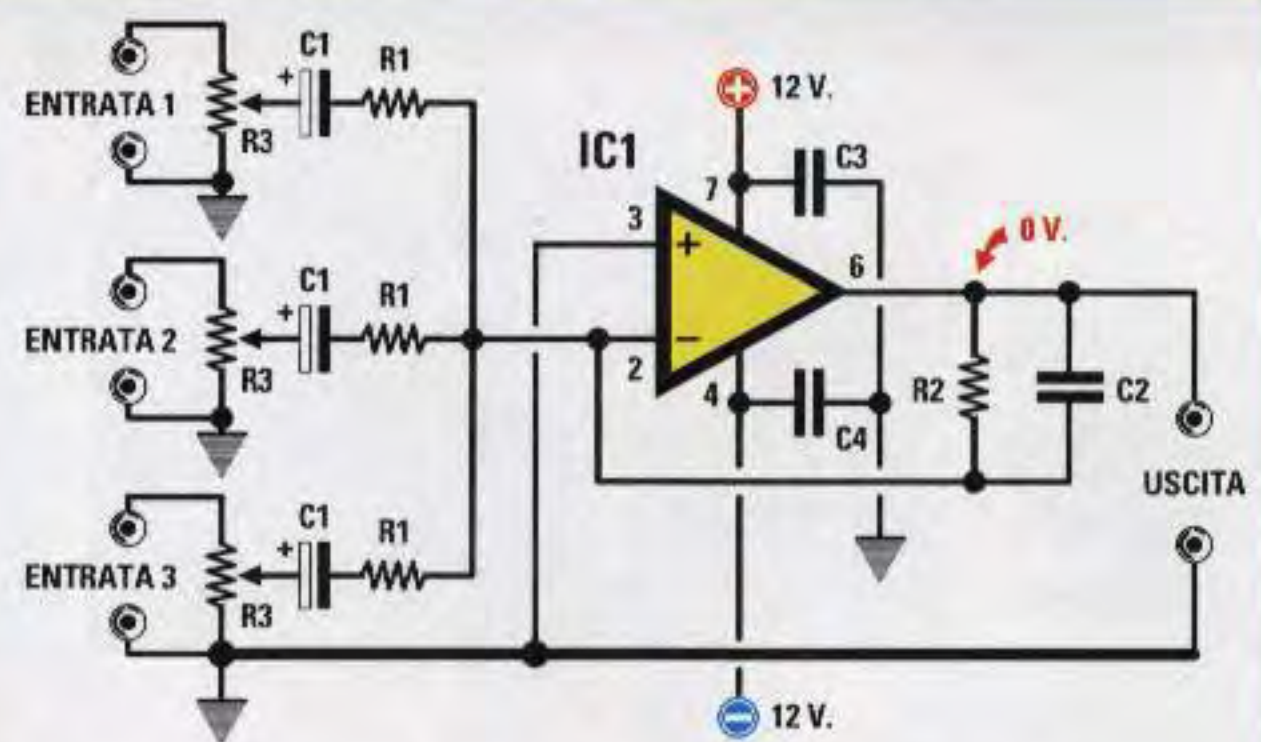 C1
R1
ENTRATA 1
+
R3
12 V.
IC1
C3
7
3
+
6
0 V.
C1
R1
ENTRATA 2
+
R3
2
−
4
C4
R2
C2
USCITA
C1
R1
ENTRATA 3
+
R3
12 V.